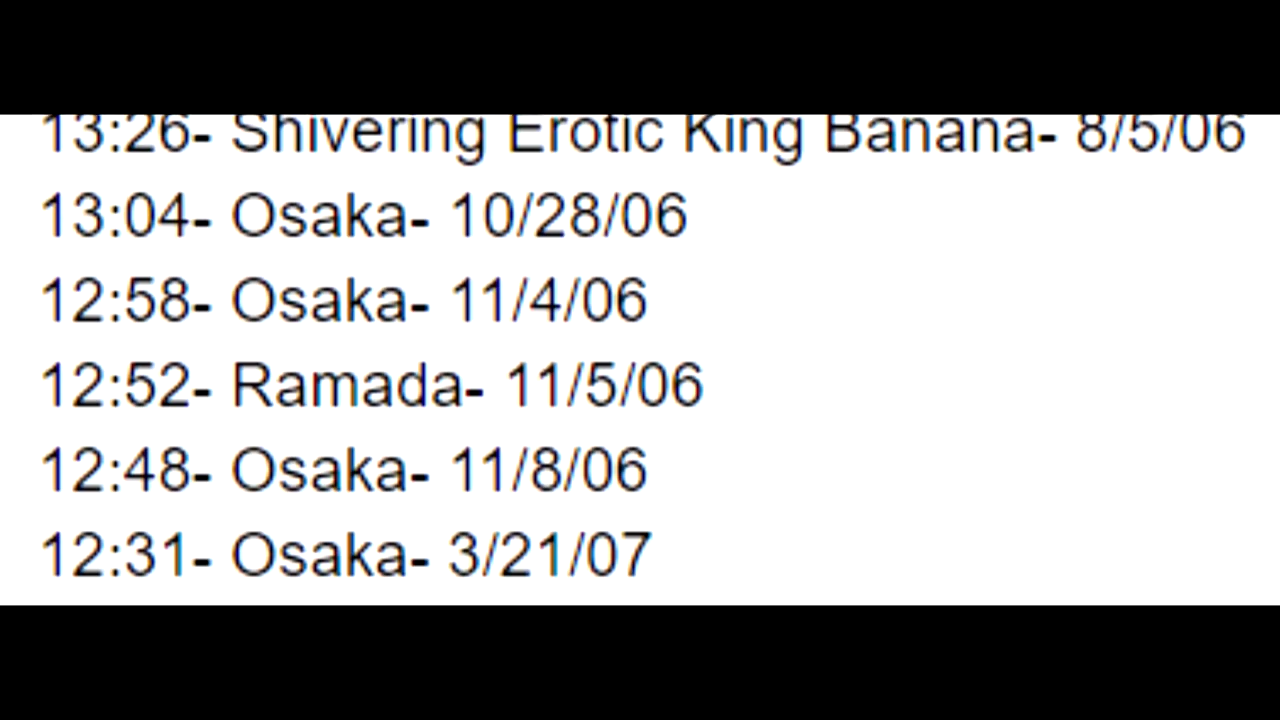 13:26- Shivering Erotic King Banana- 8/5/06
13:04- Osaka- 10/28/06
12:58- Osaka- 11/4/06
12:52- Ramada- 11/5/06
12:48- Osaka- 11/8/06
12:31- Osaka- 3/21/07